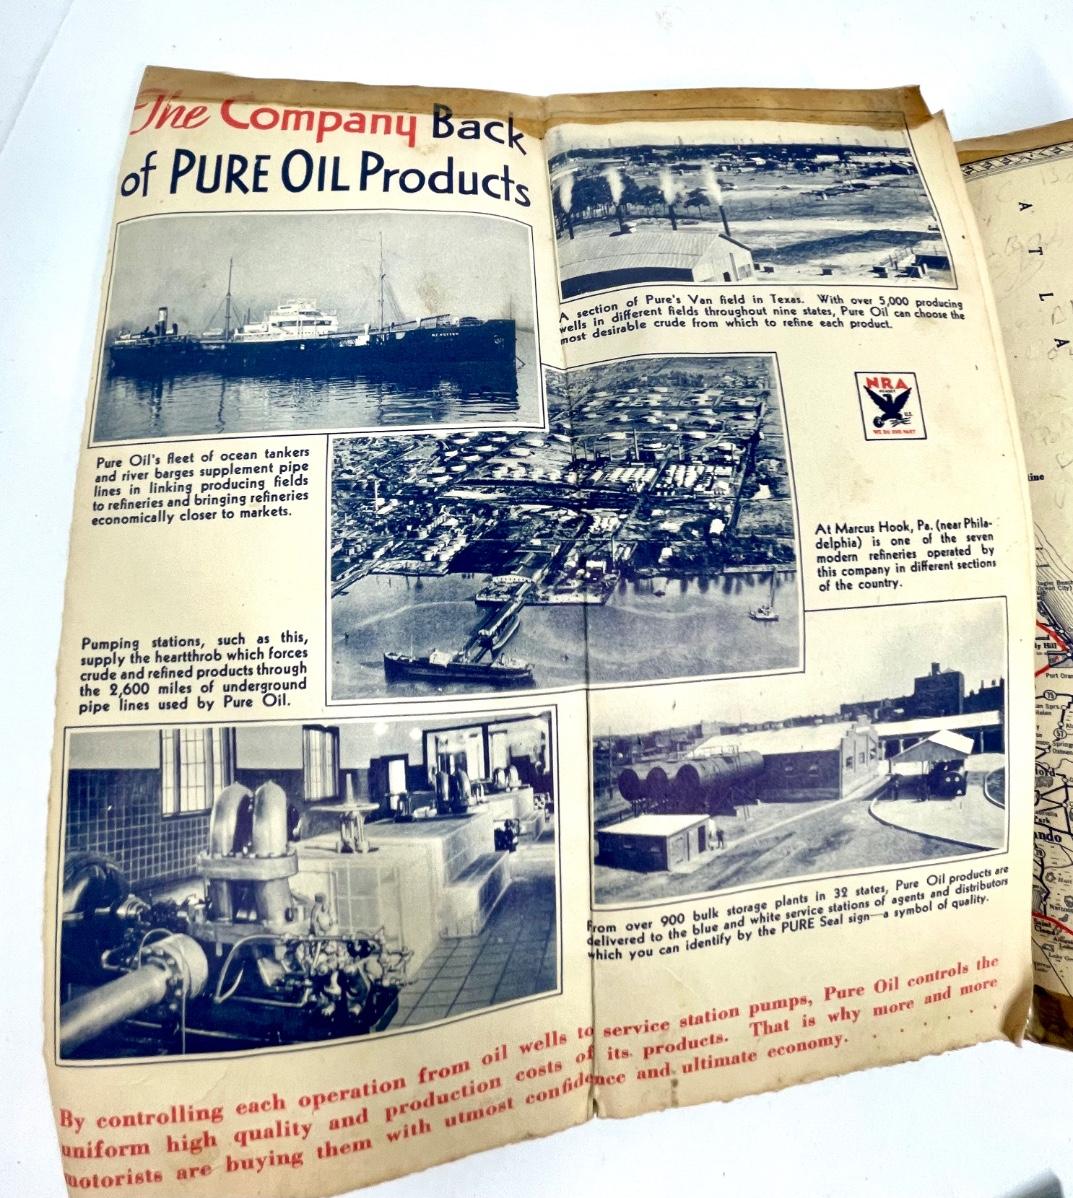 The Company Back
of PURE OIL Products
A section of Pure's Van field in Texas. With over 5,000 producing
wells in different fields throughout nine states, Pure Oil can choose the
most desirable crude from which to refine each product.
NRA
U.S.
WE DO OUR PART
Pure Oil's fleet of ocean tankers
and river barges supplement pipe
lines in linking producing fields
to refineries and bringing refineries
economically closer to markets.
At Marcus Hook, Pa. (near Phila-
delphia) is one of the seven
modern refineries operated by
this company in different sections
of the country.
Pumping stations, such as this,
supply the heartthrob which forces
crude and refined products through
the 2,600 miles of underground
pipe lines used by Pure Oil.
From over 900 bulk storage plants in 32 states, Pure Oil products are
delivered to the blue and white service stations of agents and distributors
which you can identify by the PURE Seal sign—a symbol of quality.
By controlling each operation from oil wells to service station pumps, Pure Oil controls the
uniform high quality and production costs of its products. That is why more and more
motorists are buying them with utmost confidence and ultimate economy. . . . . . .
A T L A